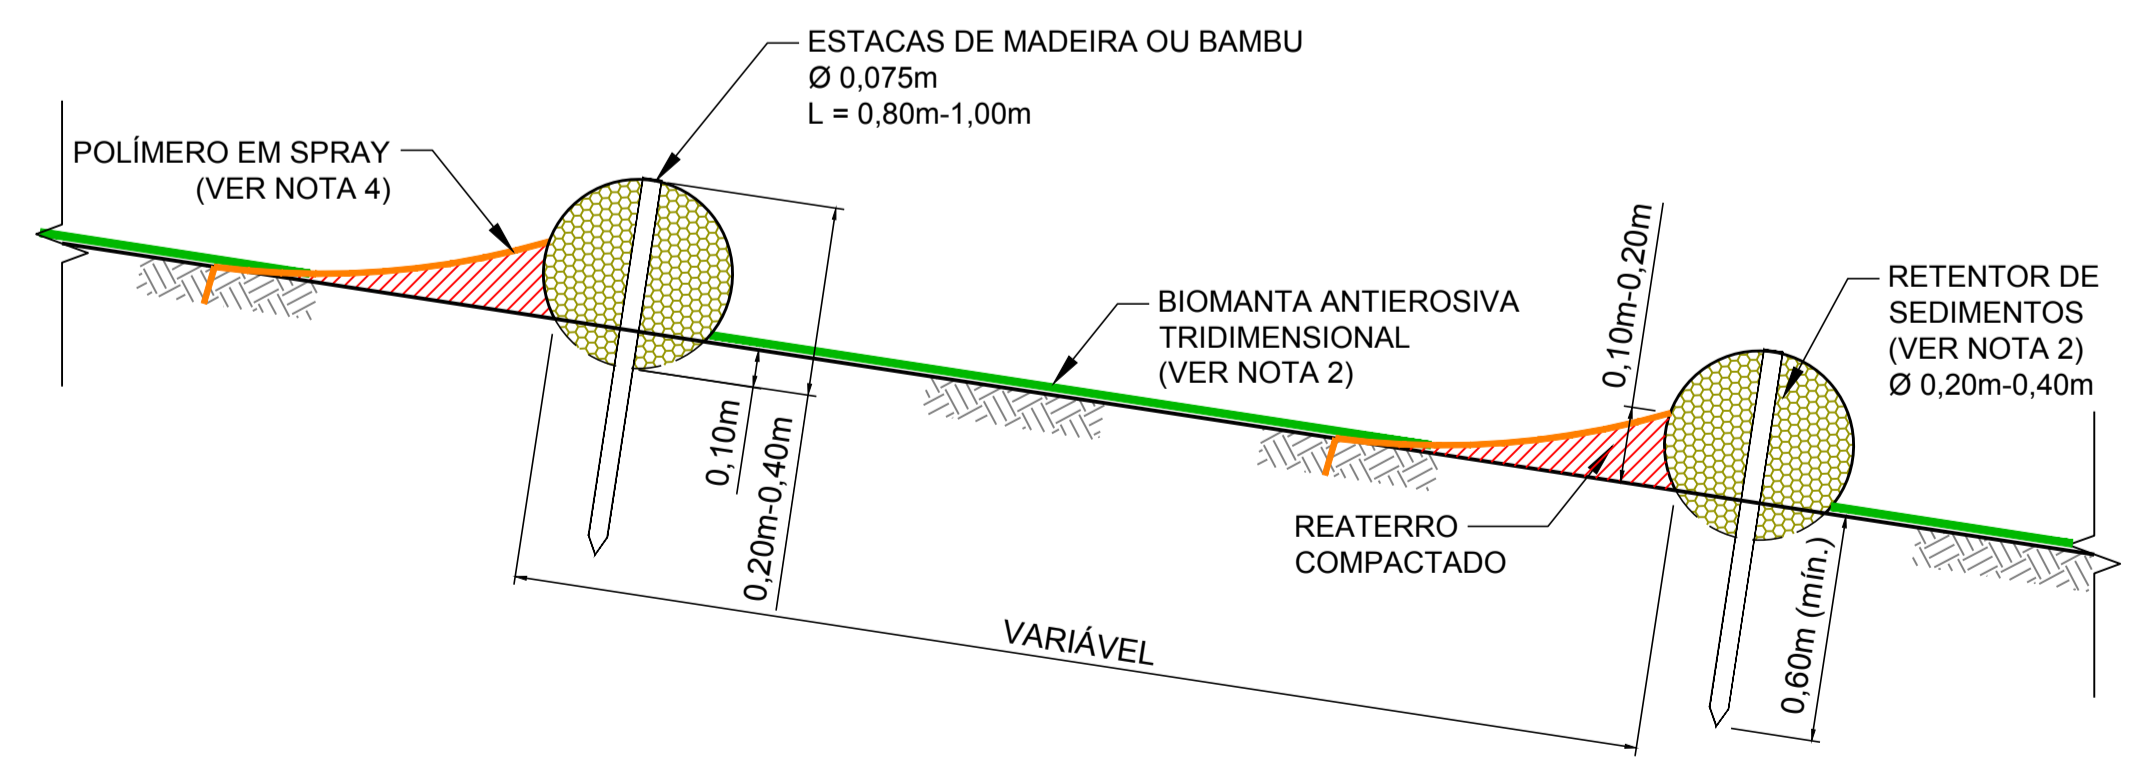 ESTACAS DE MADEIRA OU BAMBU
Ø 0,075m
L = 0,80m-1,00m
POLÍMERO EM SPRAY
(VER NOTA 4)
BIOMANTA ANTIEROSIVA
TRIDIMENSIONAL
(VER NOTA 2)
0,10m-0,20m
RETENTOR DE
SEDIMENTOS
(VER NOTA 2)
Ø 0,20m-0,40m
0,10m
0,20m-0,40m
REATERRO
COMPACTADO
0,60m (mín.)
VARIÁVEL